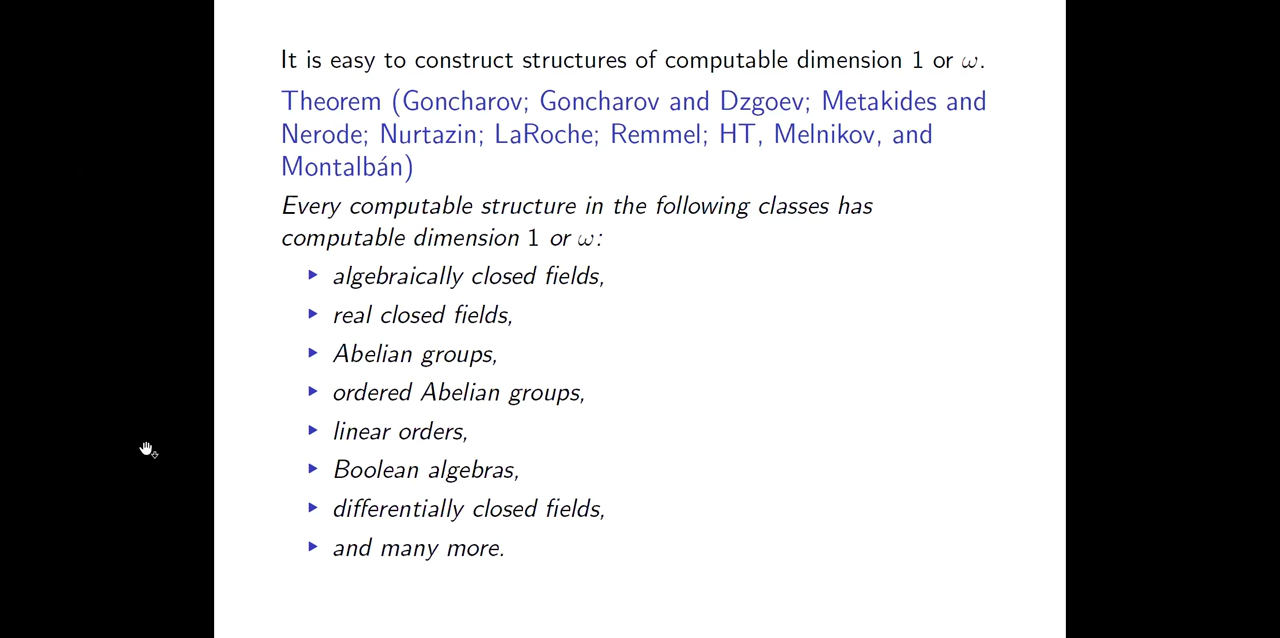 It is easy to construct structures of computable dimension 1 or ω.
Theorem (Goncharov; Goncharov and Dzgoev; Metakides and
Nerode; Nurtazin; LaRoche; Remmel; HT, Melnikov, and
Montalbán)
Every computable structure in the following classes has
computable dimension 1 or ω:
▶ algebraically closed fields,
▶ real closed fields,
▶ Abelian groups,
▶ ordered Abelian groups,
▶ linear orders,
▶ Boolean algebras,
▶ differentially closed fields,
▶ and many more.